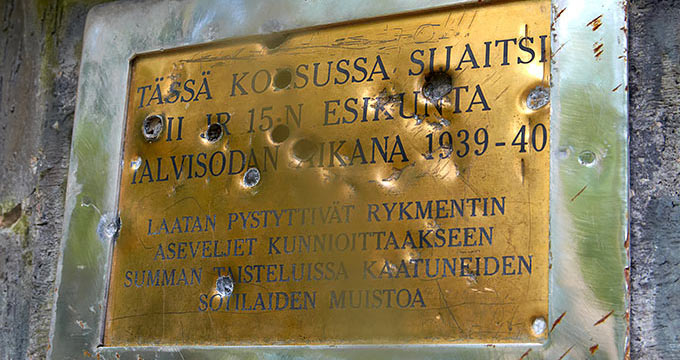 TÄSSÄ KORSUSSA SIJAITSI
II JR 15:N ESIKUNTA
TALVISODAN AIKANA 1939-40
LAATAN PYSTYTTIVÄT RYKMENTIN
ASEVELJET KUNNIOITTAAKSEEN
SUMMAN TAISTELUISSA KAATUNEIDEN
SOTILAIDEN MUISTOA